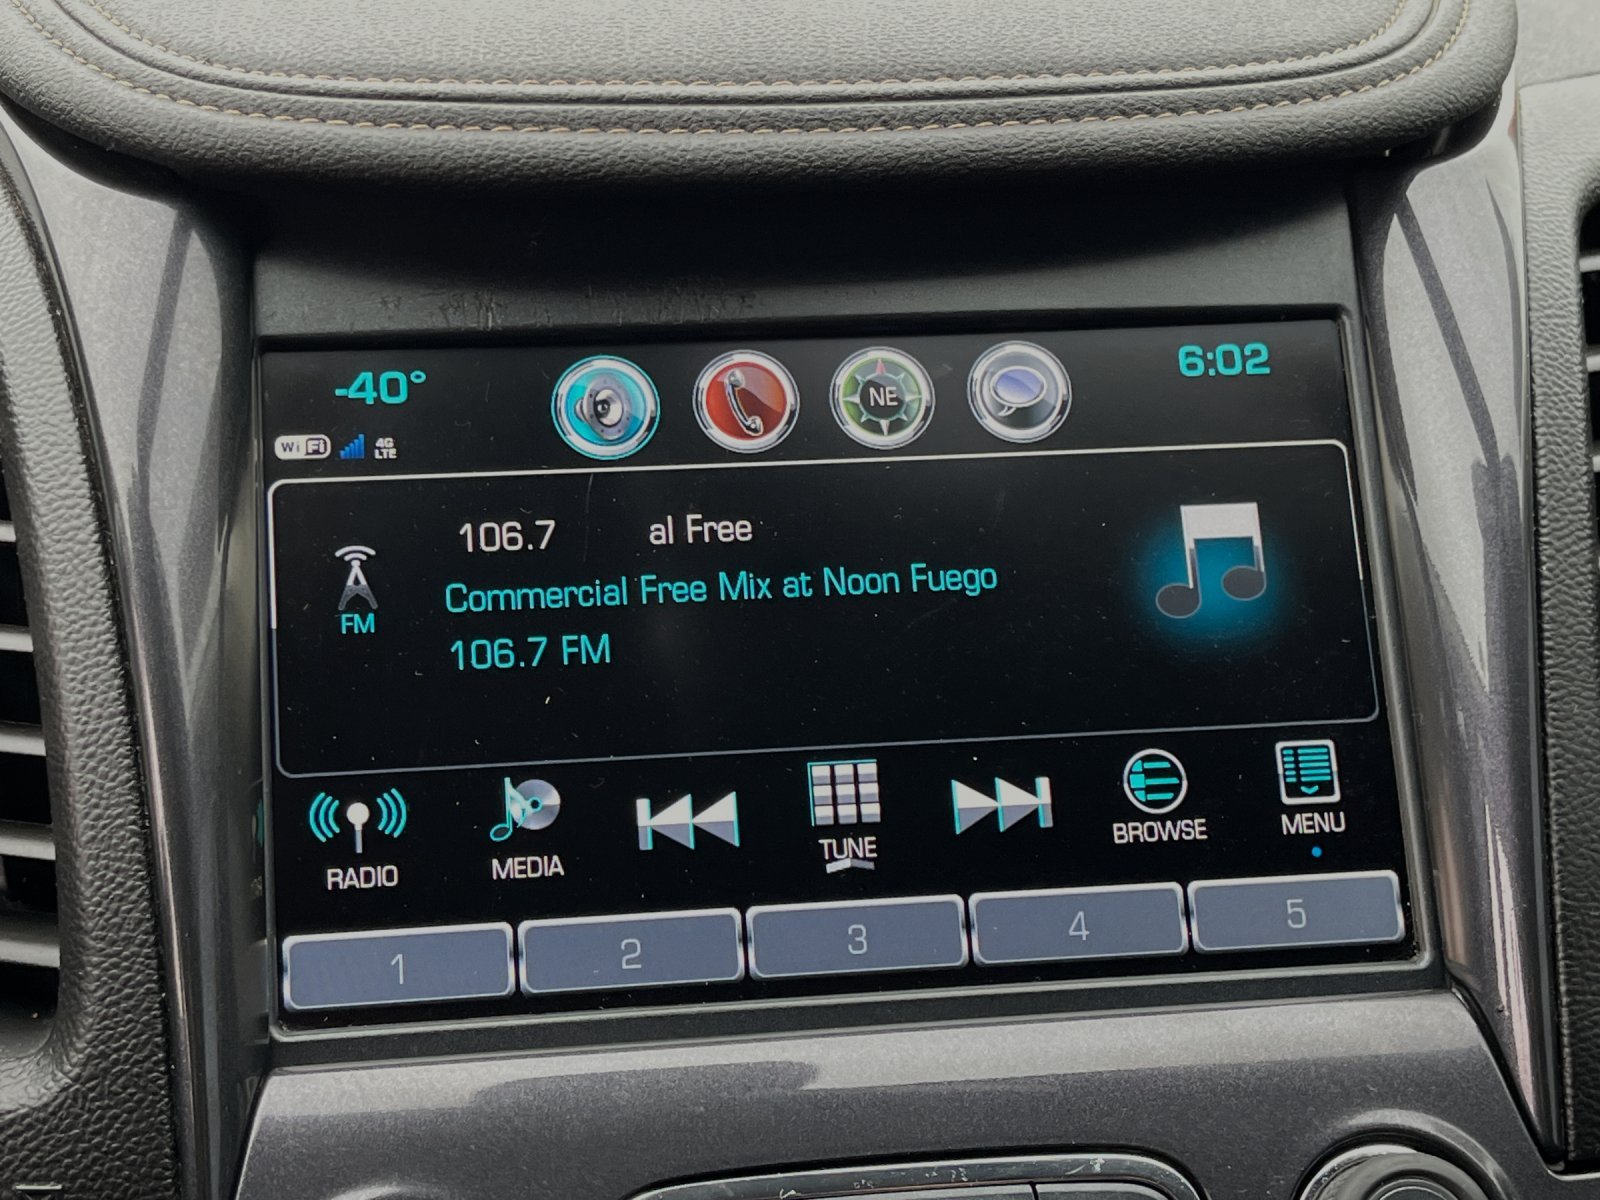 -40°
NE
6:02
WiFi 4G LTE
106.7 al Free
FM
Commercial Free Mix at Noon Fuego
106.7 FM
RADIO
MEDIA
TUNE
BROWSE
MENU
1 2 3 4 5